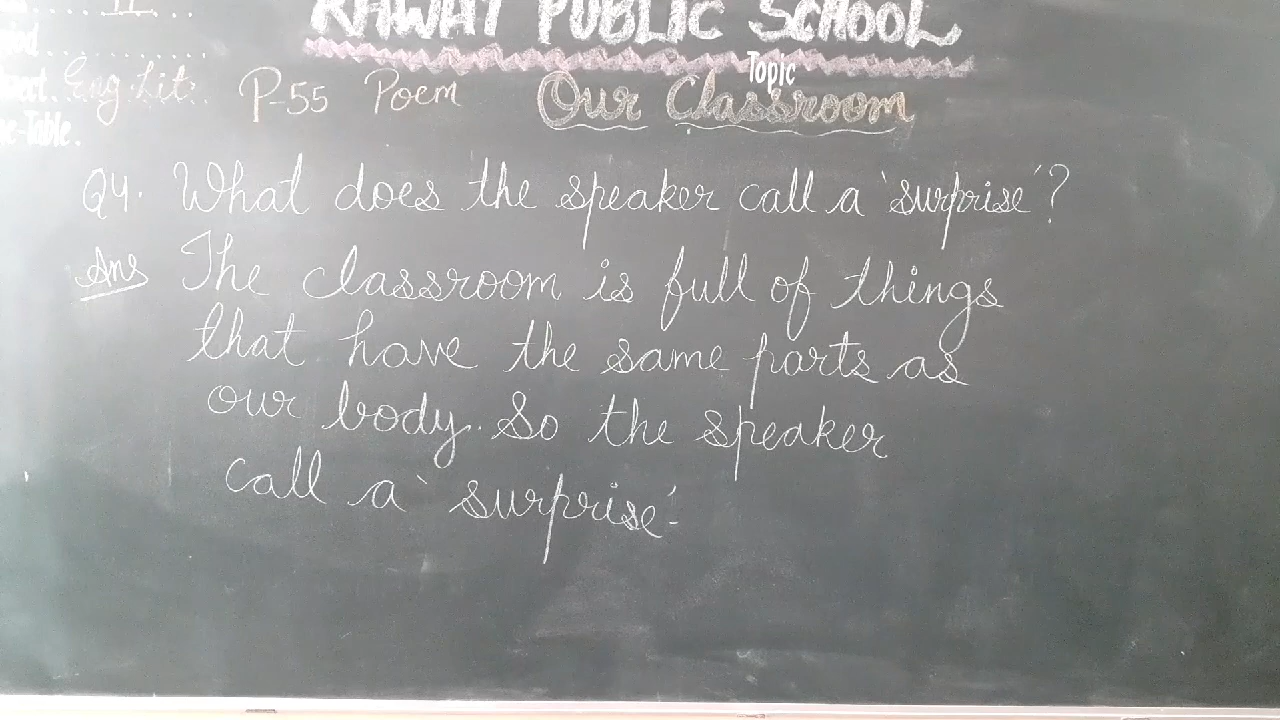 RAWAT PUBLIC SCHOOL
Topic
Eng. Lit. P-55 Poem Our Classroom
e-Table.
Q4. What does the speaker call a 'surprise'?
Ans The classroom is full of things
that have the same parts as
our body. So the speaker
call a 'surprise'